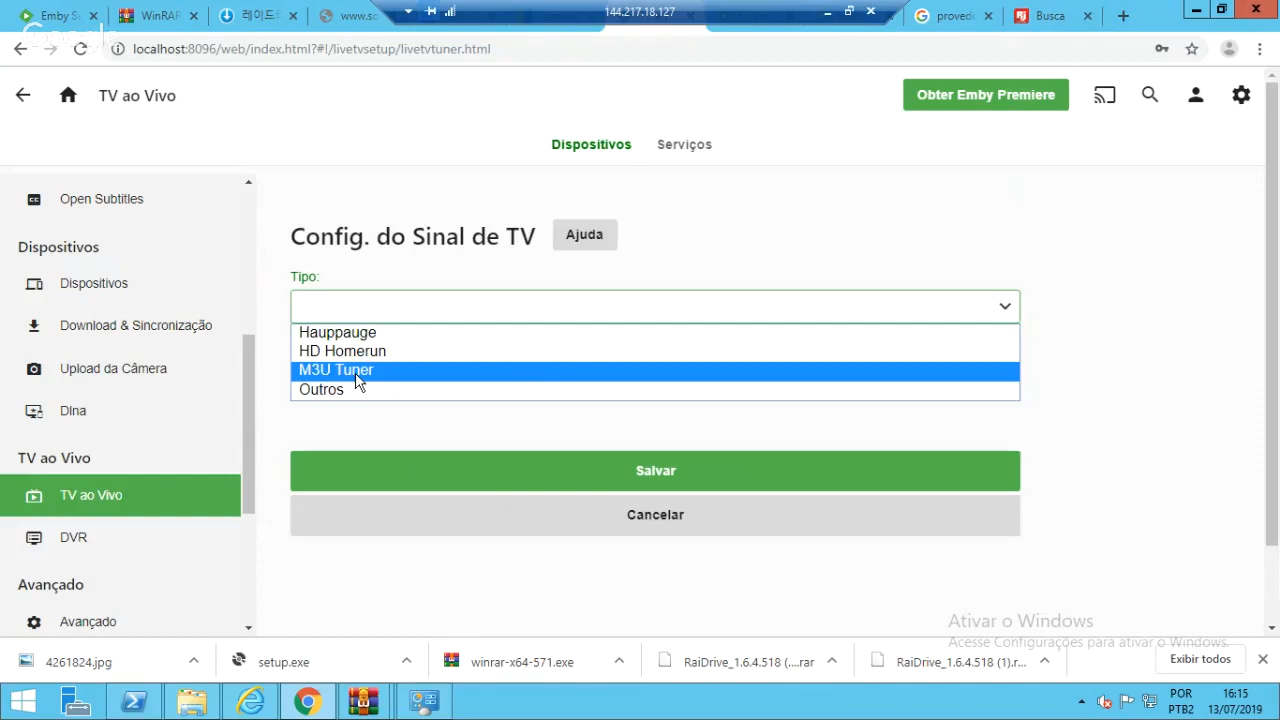 Emby Se
WinRAR
레이드
www.so
144.217.18.127
provede
Busca
localhost:8096/web/index.html?#!/livetvsetup/livetvtuner.html
TV ao Vivo
Obter Emby Premiere
Dispositivos
Serviços
Open Subtitles
Dispositivos
Dispositivos
Download & Sincronização
Upload da Câmera
Dlna
TV ao Vivo
TV ao Vivo
DVR
Avançado
Avançado
Config. do Sinal de TV
Ajuda
Tipo:
Hauppauge
HD Homerun
M3U Tuner
Outros
Salvar
Cancelar
Ativar o Windows
Acesse Configurações para ativar o Windows.
4261824.jpg
setup.exe
winrar-x64-571.exe
RaiDrive_1.6.4.518 (....rar
RaiDrive_1.6.4.518 (1).r...
Exibir todos
POR
PTB2
16:15
13/07/2019